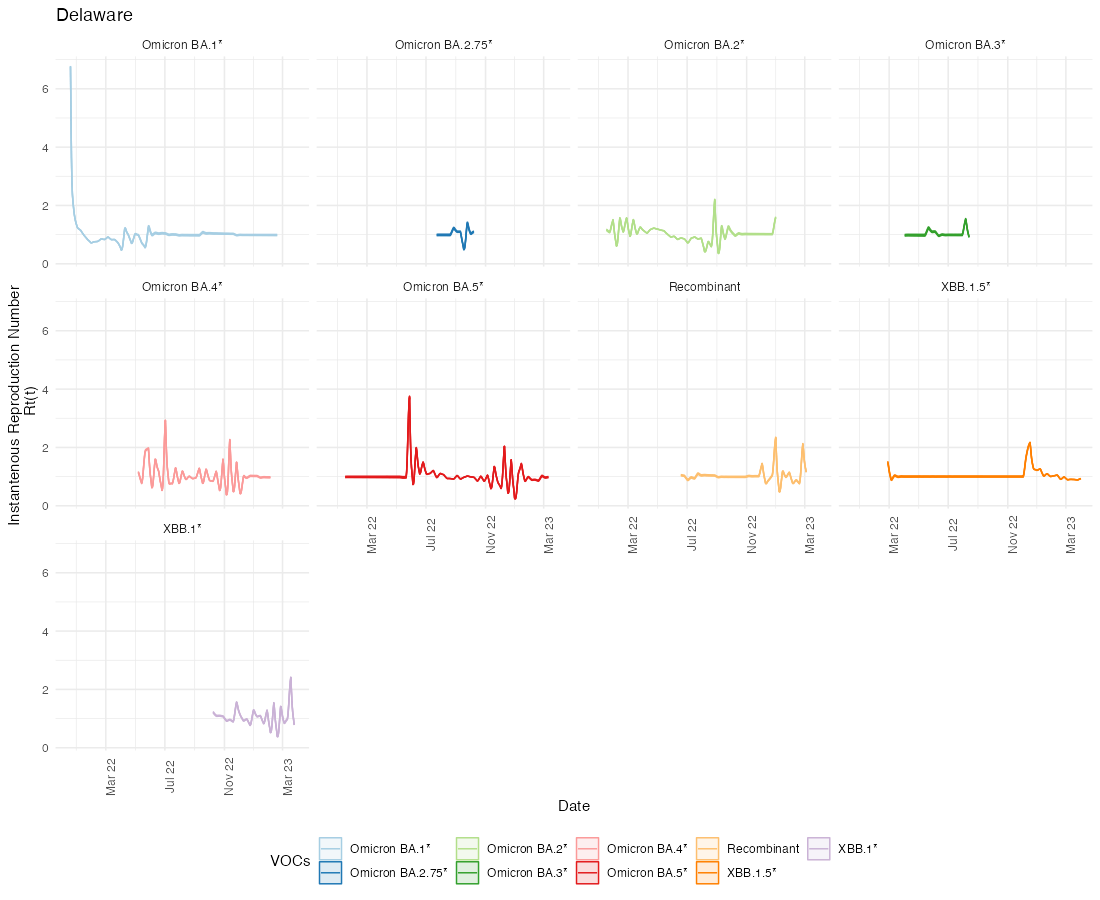 Delaware
Omicron BA.1*
Omicron BA.2.75*
Omicron BA.2*
Omicron BA.3*
6
4
2
0
Omicron BA.4*
Omicron BA.5*
Recombinant
XBB.1.5*
6
4
2
0
Mar 22
Jul 22
Nov 22
Mar 23
Mar 22
Jul 22
Nov 22
Mar 23
Mar 22
Jul 22
Nov 22
Mar 23
XBB.1*
6
4
2
0
Mar 22
Jul 22
Nov 22
Mar 23
Instantenous Reproduction Number
Rt(t)
Date
VOCs
Omicron BA.1*
Omicron BA.2*
Omicron BA.4*
Recombinant
XBB.1*
Omicron BA.2.75*
Omicron BA.3*
Omicron BA.5*
XBB.1.5*